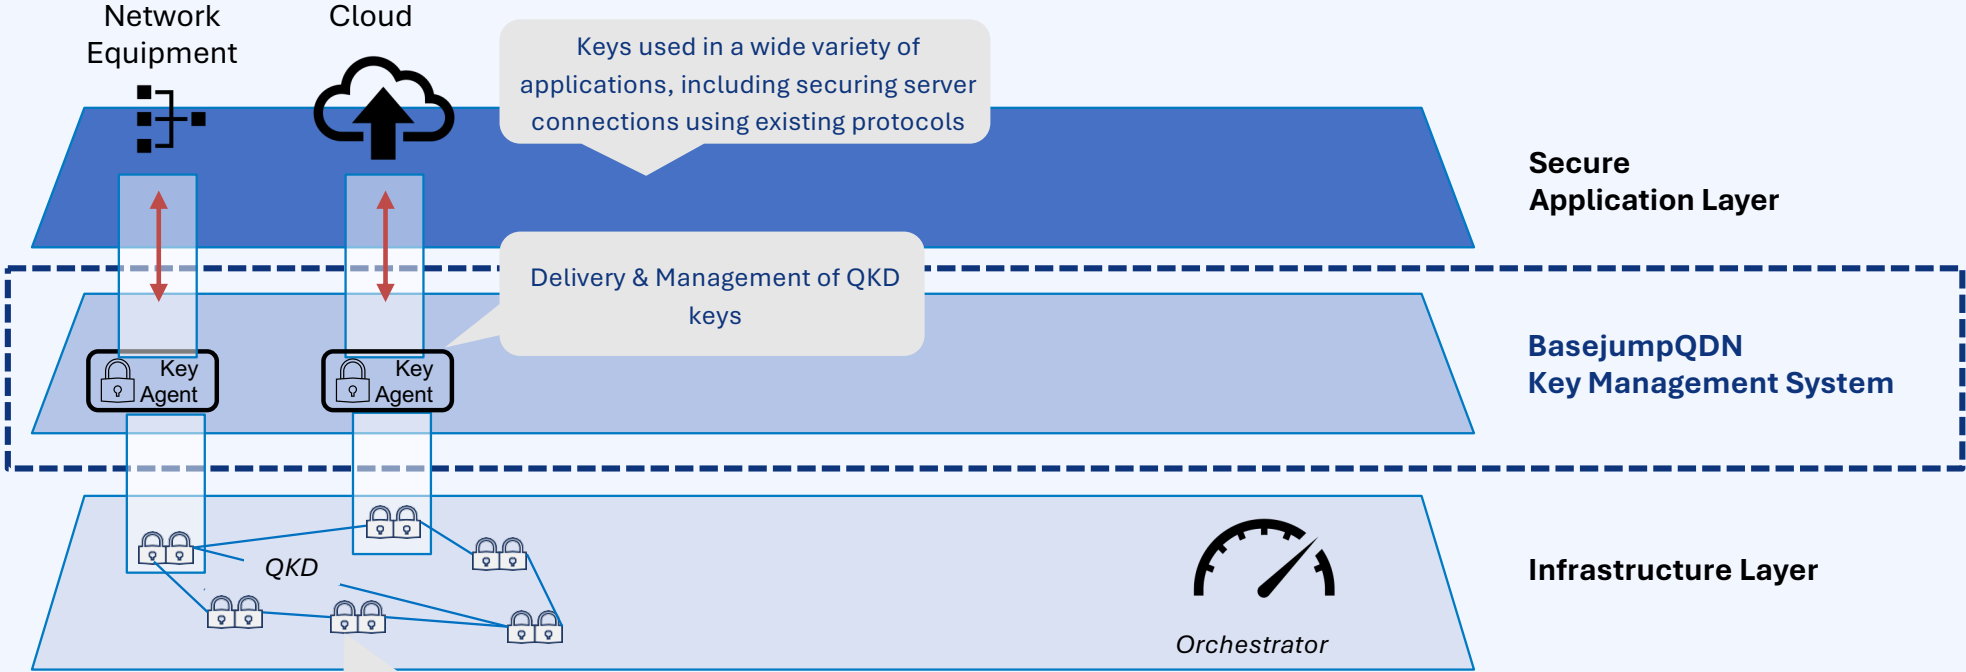 Network
Equipment
Cloud
Keys used in a wide variety of
applications, including securing server
connections using existing protocols
Secure
Application Layer
Delivery & Management of QKD
keys
BasejumpQDN
Key Management System
Key
Agent
Key
Agent
QKD
Infrastructure Layer
Orchestrator